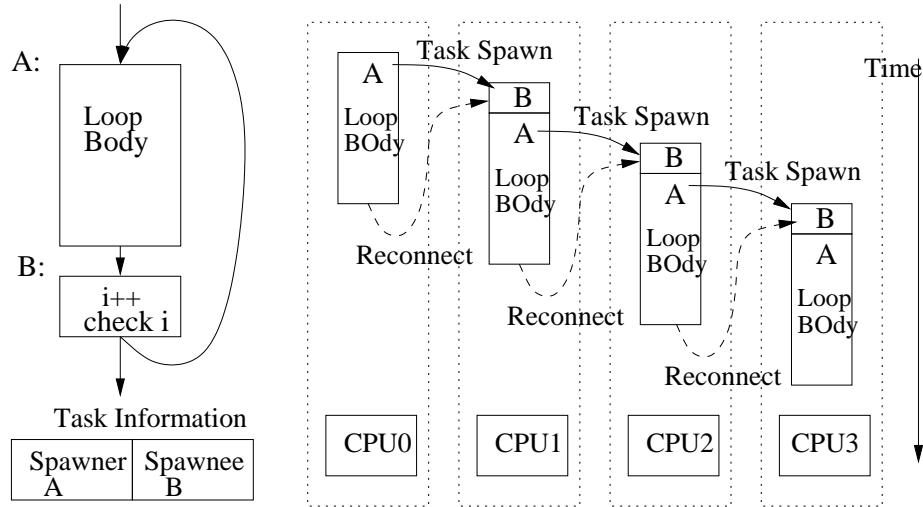 A:
Loop
Body
B:
i++
check i
Task Information
Spawner
A
Spawnee
B
A
Loop
BOdy
Task Spawn
Reconnect
CPU0
B
A
Loop
BOdy
Task Spawn
Reconnect
CPU1
B
A
Loop
BOdy
Task Spawn
Reconnect
CPU2
B
A
Loop
BOdy
CPU3
Time